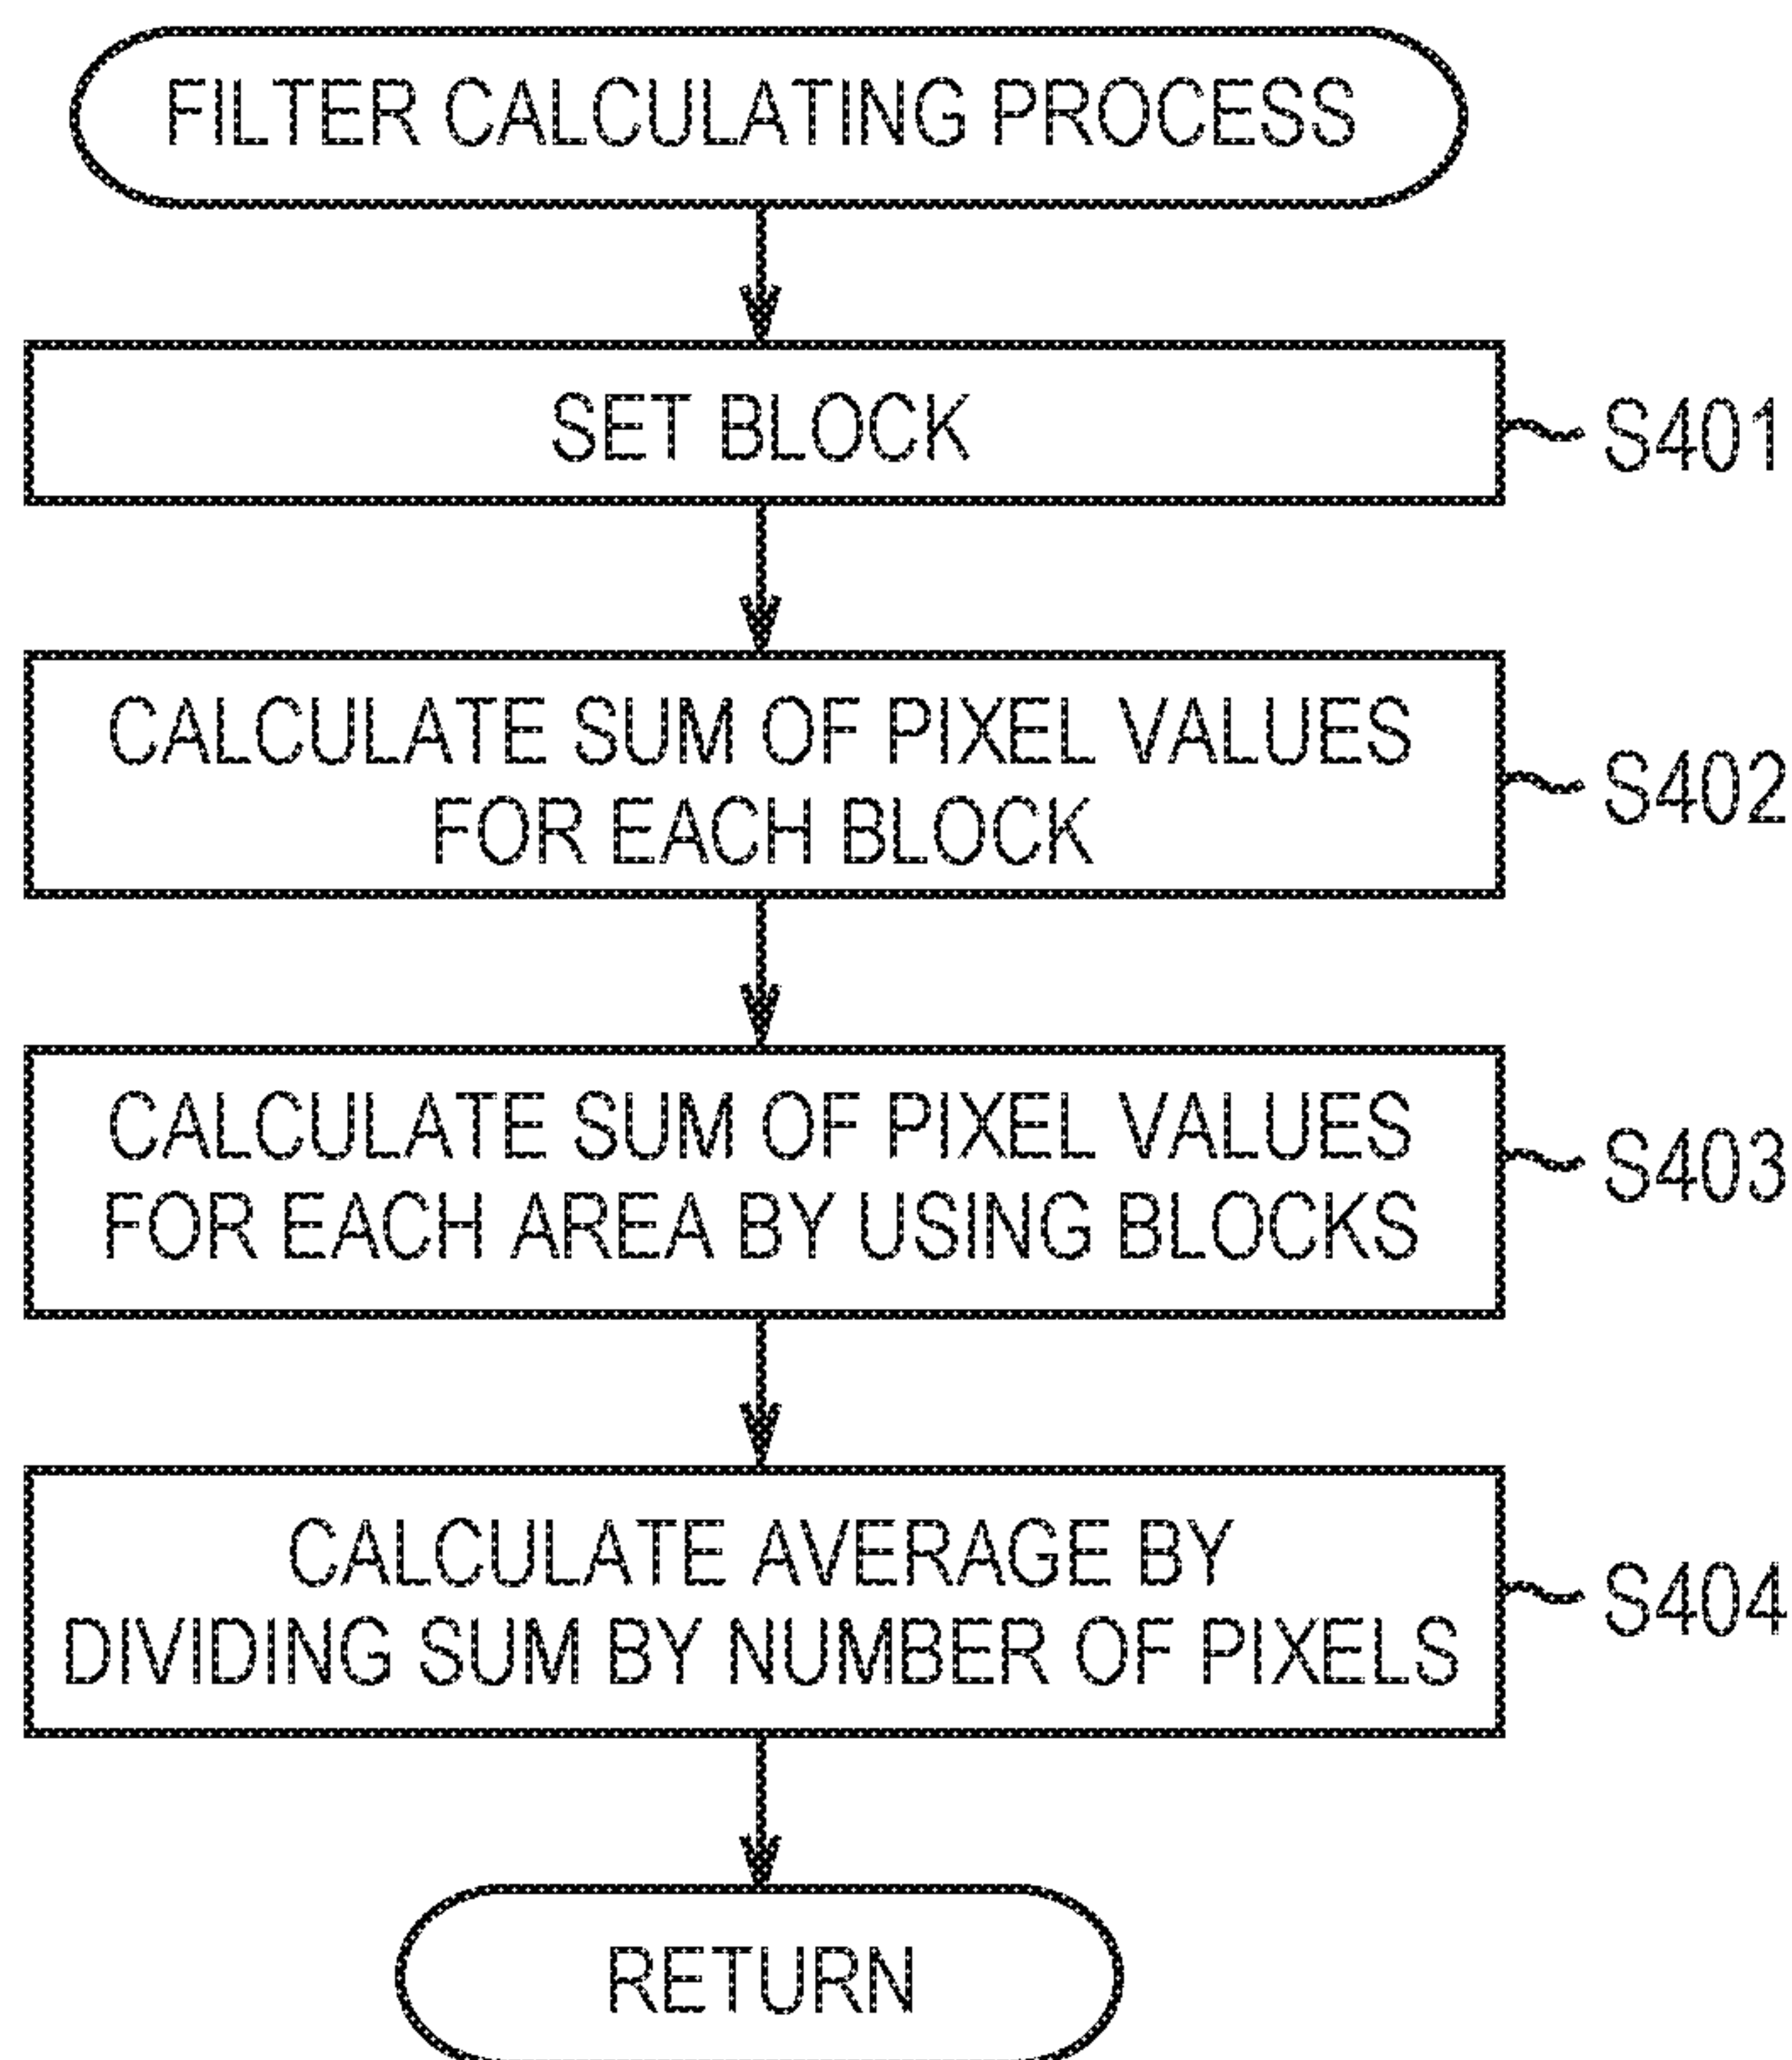 FILTER CALCULATING PROCESS
SET BLOCK
S401
CALCULATE SUM OF PIXEL VALUES
FOR EACH BLOCK
S402
CALCULATE SUM OF PIXEL VALUES
FOR EACH AREA BY USING BLOCKS
S403
CALCULATE AVERAGE BY
DIVIDING SUM BY NUMBER OF PIXELS
S404
RETURN